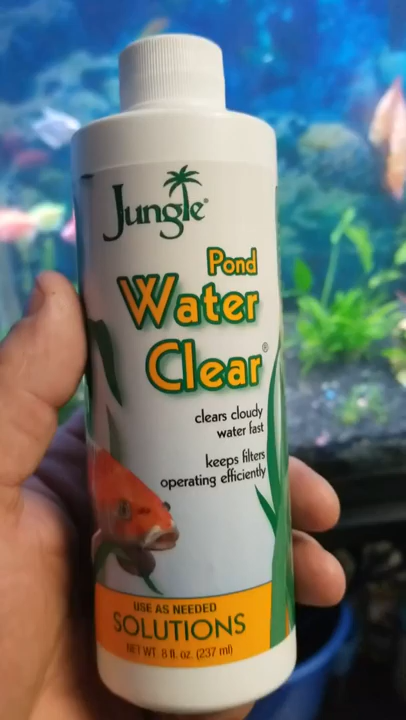 Jungle®
Pond
Water
Clear®
clears cloudy
water fast
keeps filters
operating efficiently
USE AS NEEDED
SOLUTIONS
NET WT. 8 fl. oz. (237 ml)